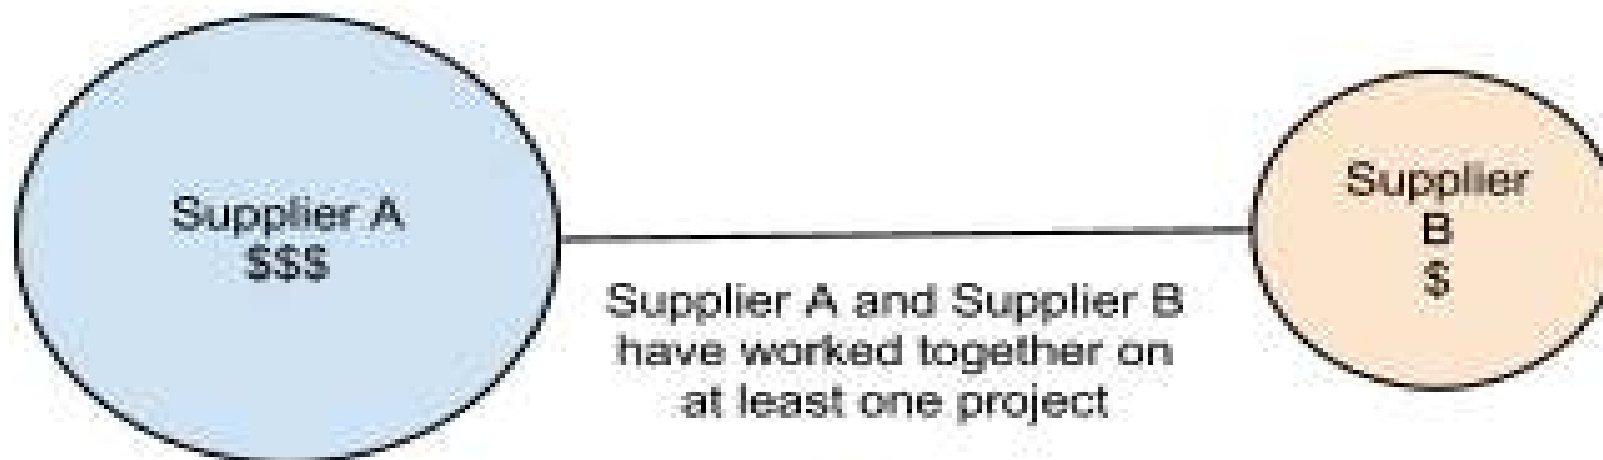 Supplier A
$$$
Supplier A and Supplier B
have worked together on
at least one project
Supplier
B
$